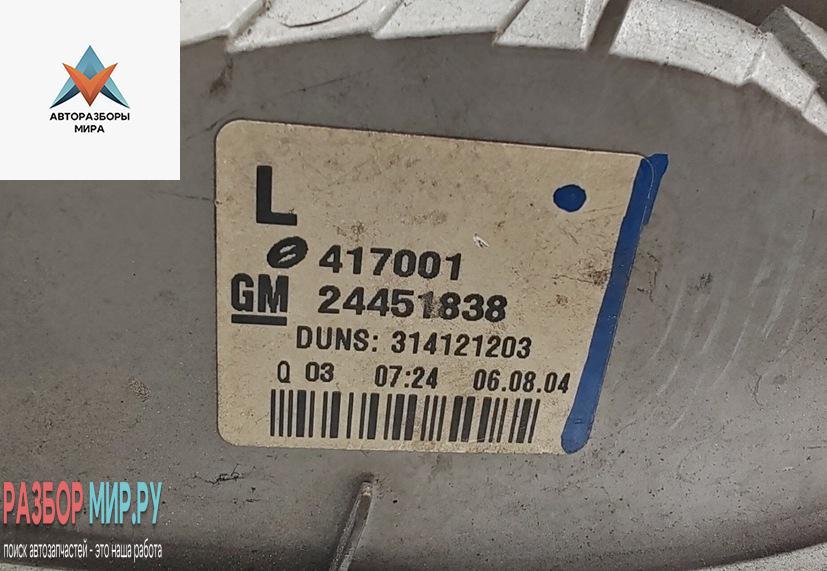 АВТОРАЗБОРЫ
МИРА
L
417001
GM 24451838
DUNS: 314121203
Q 03 07:24 06.08.04
РАЗБОР МИР.РУ
поиск автозапчастей - это наша работа